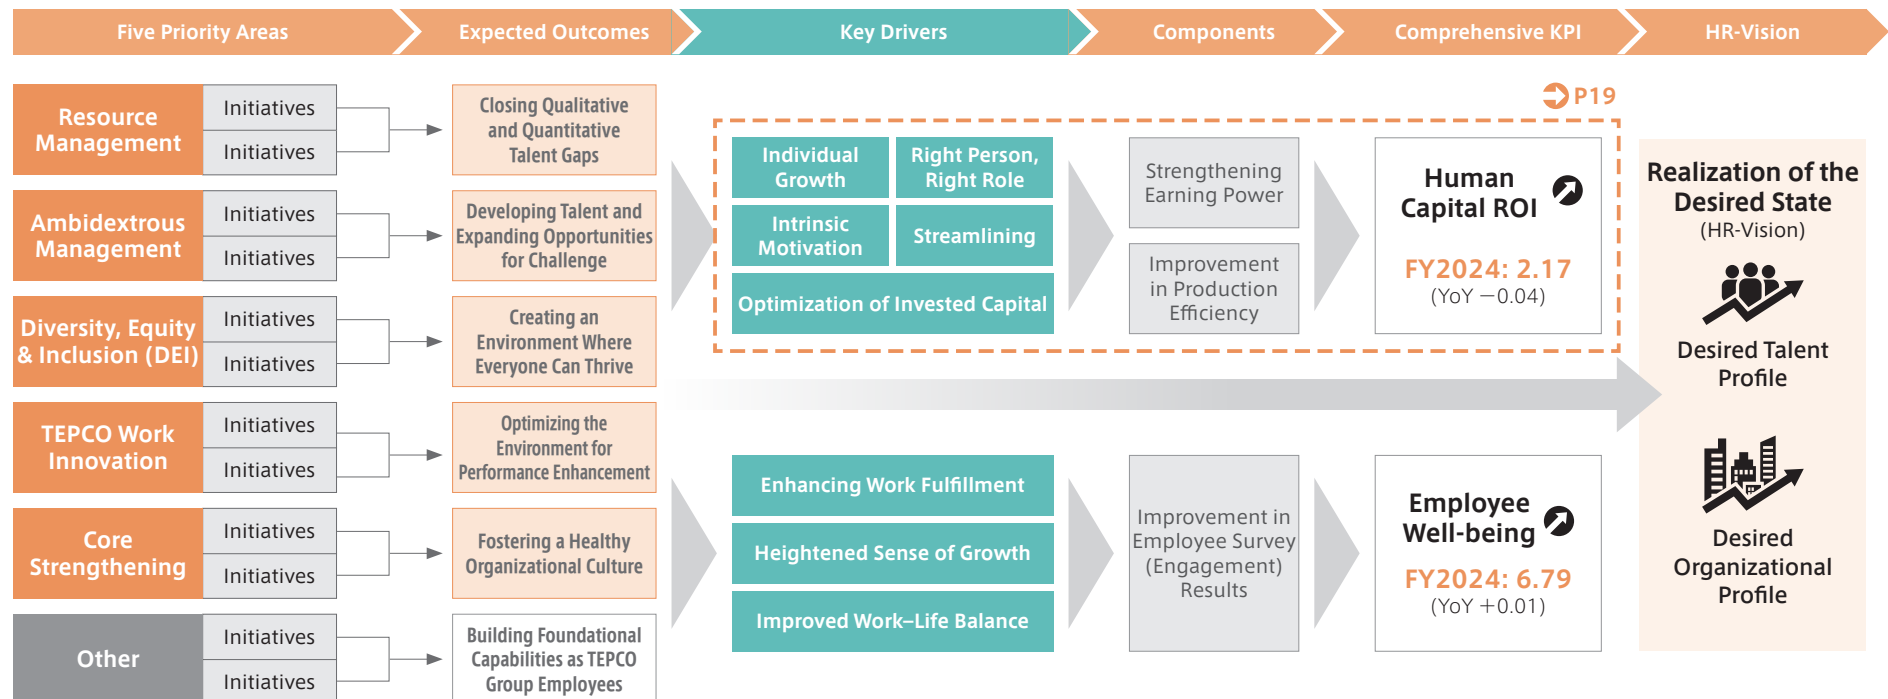 Five Priority Areas
Expected Outcomes
Key Drivers
Components
Comprehensive KPI
HR-Vision
Resource
Management
Initiatives
Initiatives
Closing Qualitative
and Quantitative
Talent Gaps
Ambidextrous
Management
Initiatives
Initiatives
Developing Talent and
Expanding Opportunities
for Challenge
Diversity, Equity
& Inclusion (DEI)
Initiatives
Initiatives
Creating an
Environment Where
Everyone Can Thrive
TEPCO Work
Innovation
Initiatives
Initiatives
Optimizing the
Environment for
Performance Enhancement
Core
Strengthening
Initiatives
Initiatives
Fostering a Healthy
Organizational Culture
Other
Initiatives
Initiatives
Building Foundational
Capabilities as TEPCO
Group Employees
P19
Individual
Growth
Right Person,
Right Role
Intrinsic
Motivation
Streamlining
Optimization of Invested Capital
Strengthening
Earning Power
Improvement
in Production
Efficiency
Human
Capital ROI
FY2024: 2.17
(YoY －0.04)
Enhancing Work Fulfillment
Heightened Sense of Growth
Improved Work–Life Balance
Improvement in
Employee Survey
(Engagement)
Results
Employee
Well-being
FY2024: 6.79
(YoY +0.01)
Realization of the
Desired State
(HR-Vision)
Desired Talent
Profile
Desired
Organizational
Profile